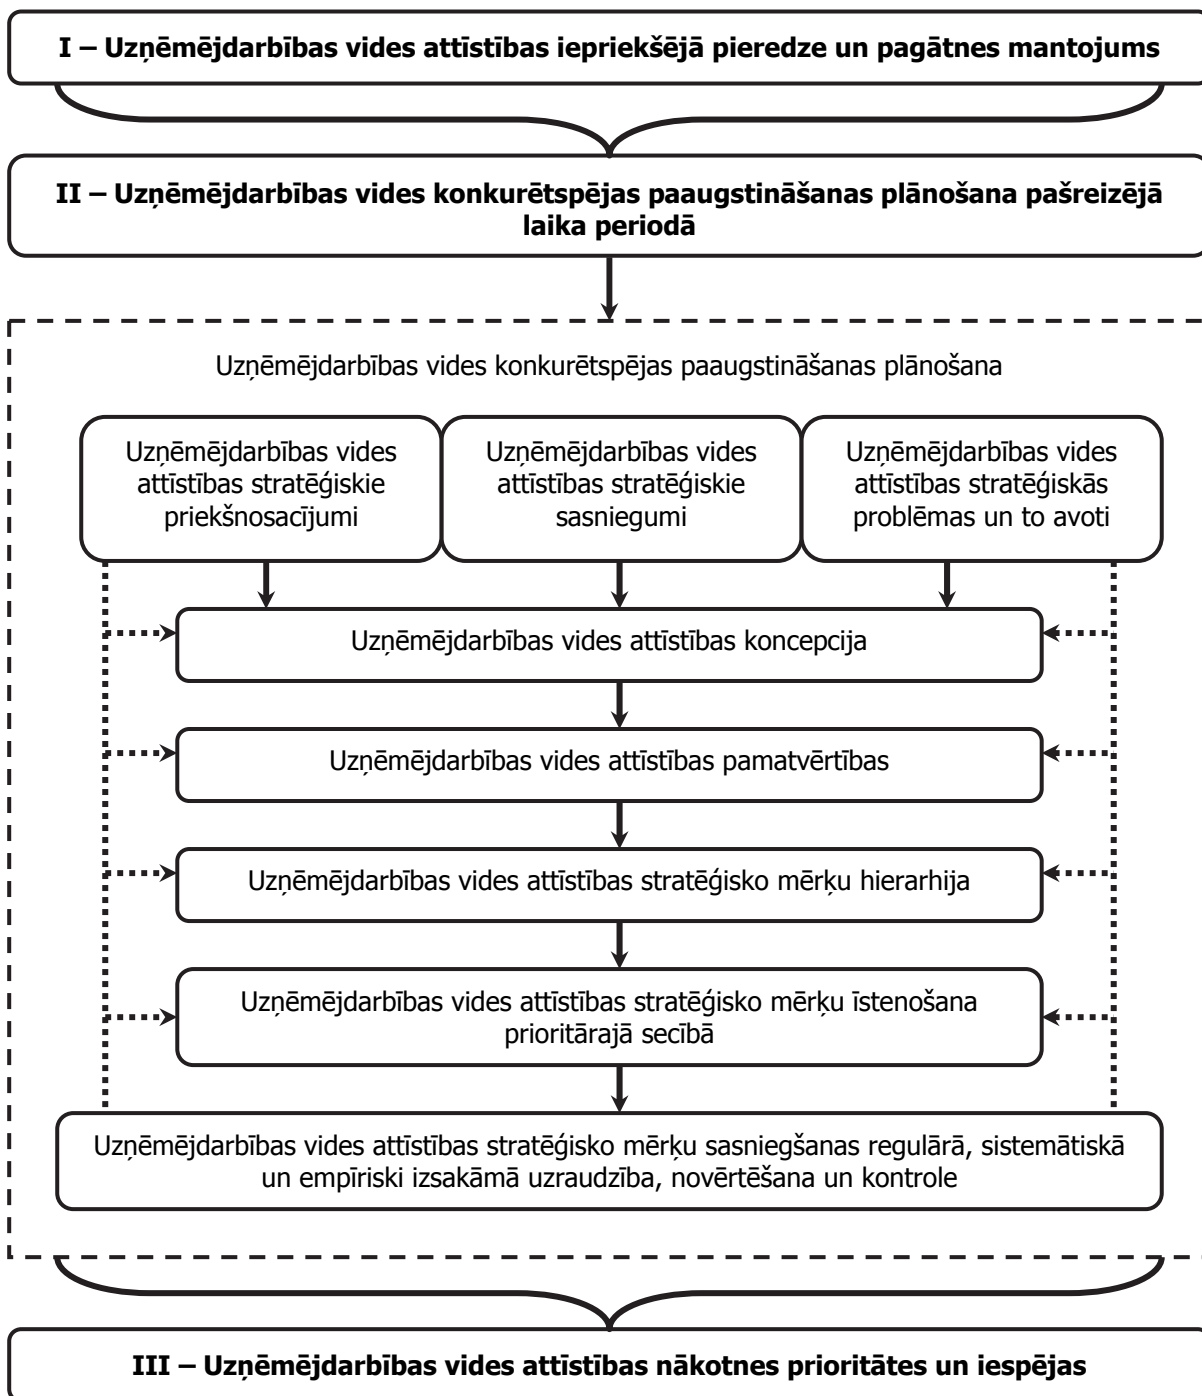 I – Uzņēmējdarbības vides attīstības iepriekšējā pieredze un pagātnes mantojums
II – Uzņēmējdarbības vides konkurētspējas paaugstināšanas plānošana pašreizējā
laika periodā
Uzņēmējdarbības vides konkurētspējas paaugstināšanas plānošana
Uzņēmējdarbības vides
attīstības stratēģiskie
priekšnosacījumi
Uzņēmējdarbības vides
attīstības stratēģiskie
sasniegumi
Uzņēmējdarbības vides
attīstības stratēģiskās
problēmas un to avoti
Uzņēmējdarbības vides attīstības koncepcija
Uzņēmējdarbības vides attīstības pamatvērtības
Uzņēmējdarbības vides attīstības stratēģisko mērķu hierarhija
Uzņēmējdarbības vides attīstības stratēģisko mērķu īstenošana
prioritārajā secībā
Uzņēmējdarbības vides attīstības stratēģisko mērķu sasniegšanas regulārā, sistemātiskā
un empīriski izsakāmā uzraudzība, novērtēšana un kontrole
III – Uzņēmējdarbības vides attīstības nākotnes prioritātes un iespējas